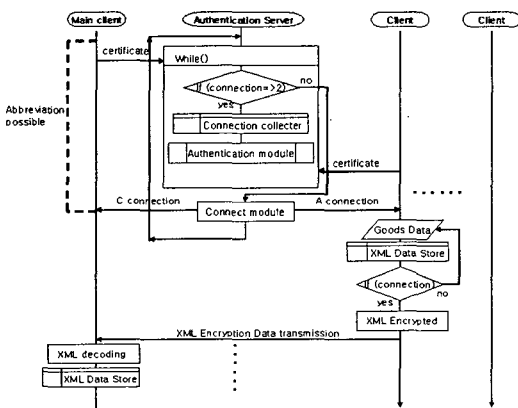 Main client
Authentication Server
Client
Client
certificate
While()
If (connection=>2)
no
yes
Connection collecter
Authentication module
certificate
Abbreviation
possible
C connection
Connect module
A connection
Goods Data
XML Data Store
If (connection)
no
yes
XML Encrypted
XML Encryption Data transmission
XML decoding
XML Data Store